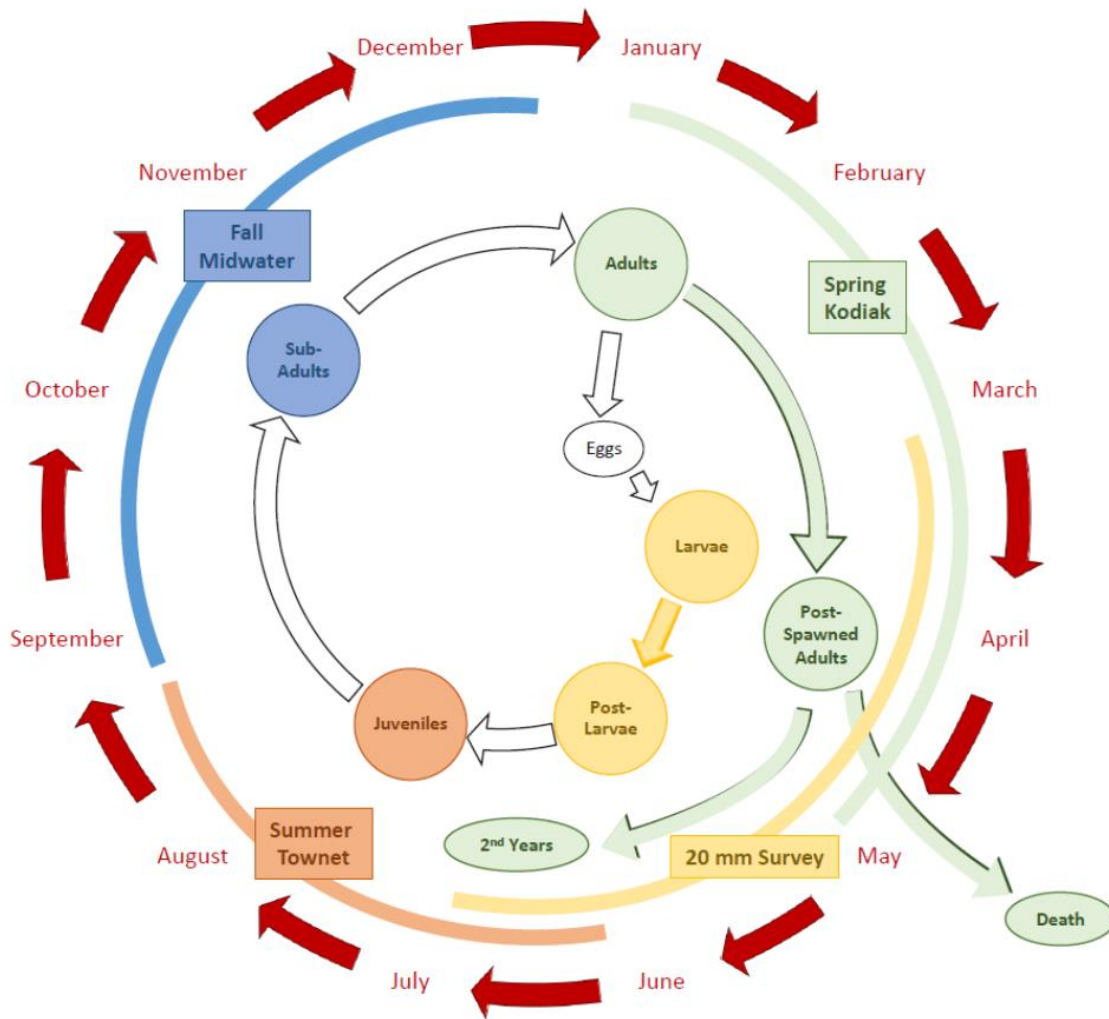 December
January
February
March
April
May
June
July
August
September
October
November
Fall
Midwater
Spring
Kodiak
20 mm Survey
Summer
Townet
Adults
Eggs
Larvae
Post-
Larvae
Juveniles
Sub-
Adults
Post-
Spawned
Adults
2nd Years
Death